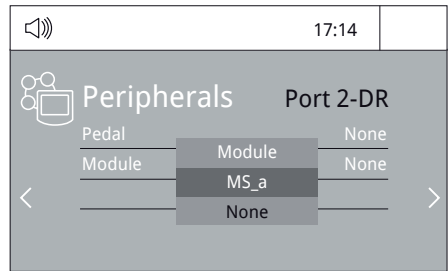 17:14
Peripherals Port 2-DR
Pedal None
Module
Module None
MS_a
None